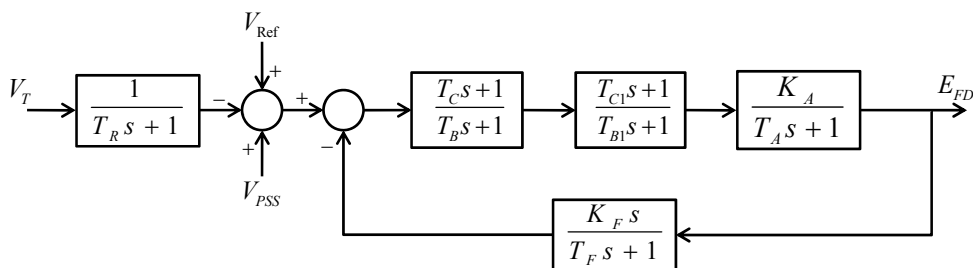 V_Ref
V_T
1
T_R s + 1
−
+
+
+
−
V_PSS
T_C s+1
T_B s+1
T_C1 s+1
T_B1 s+1
K_A
T_A s + 1
E_FD
K_F s
T_F s + 1